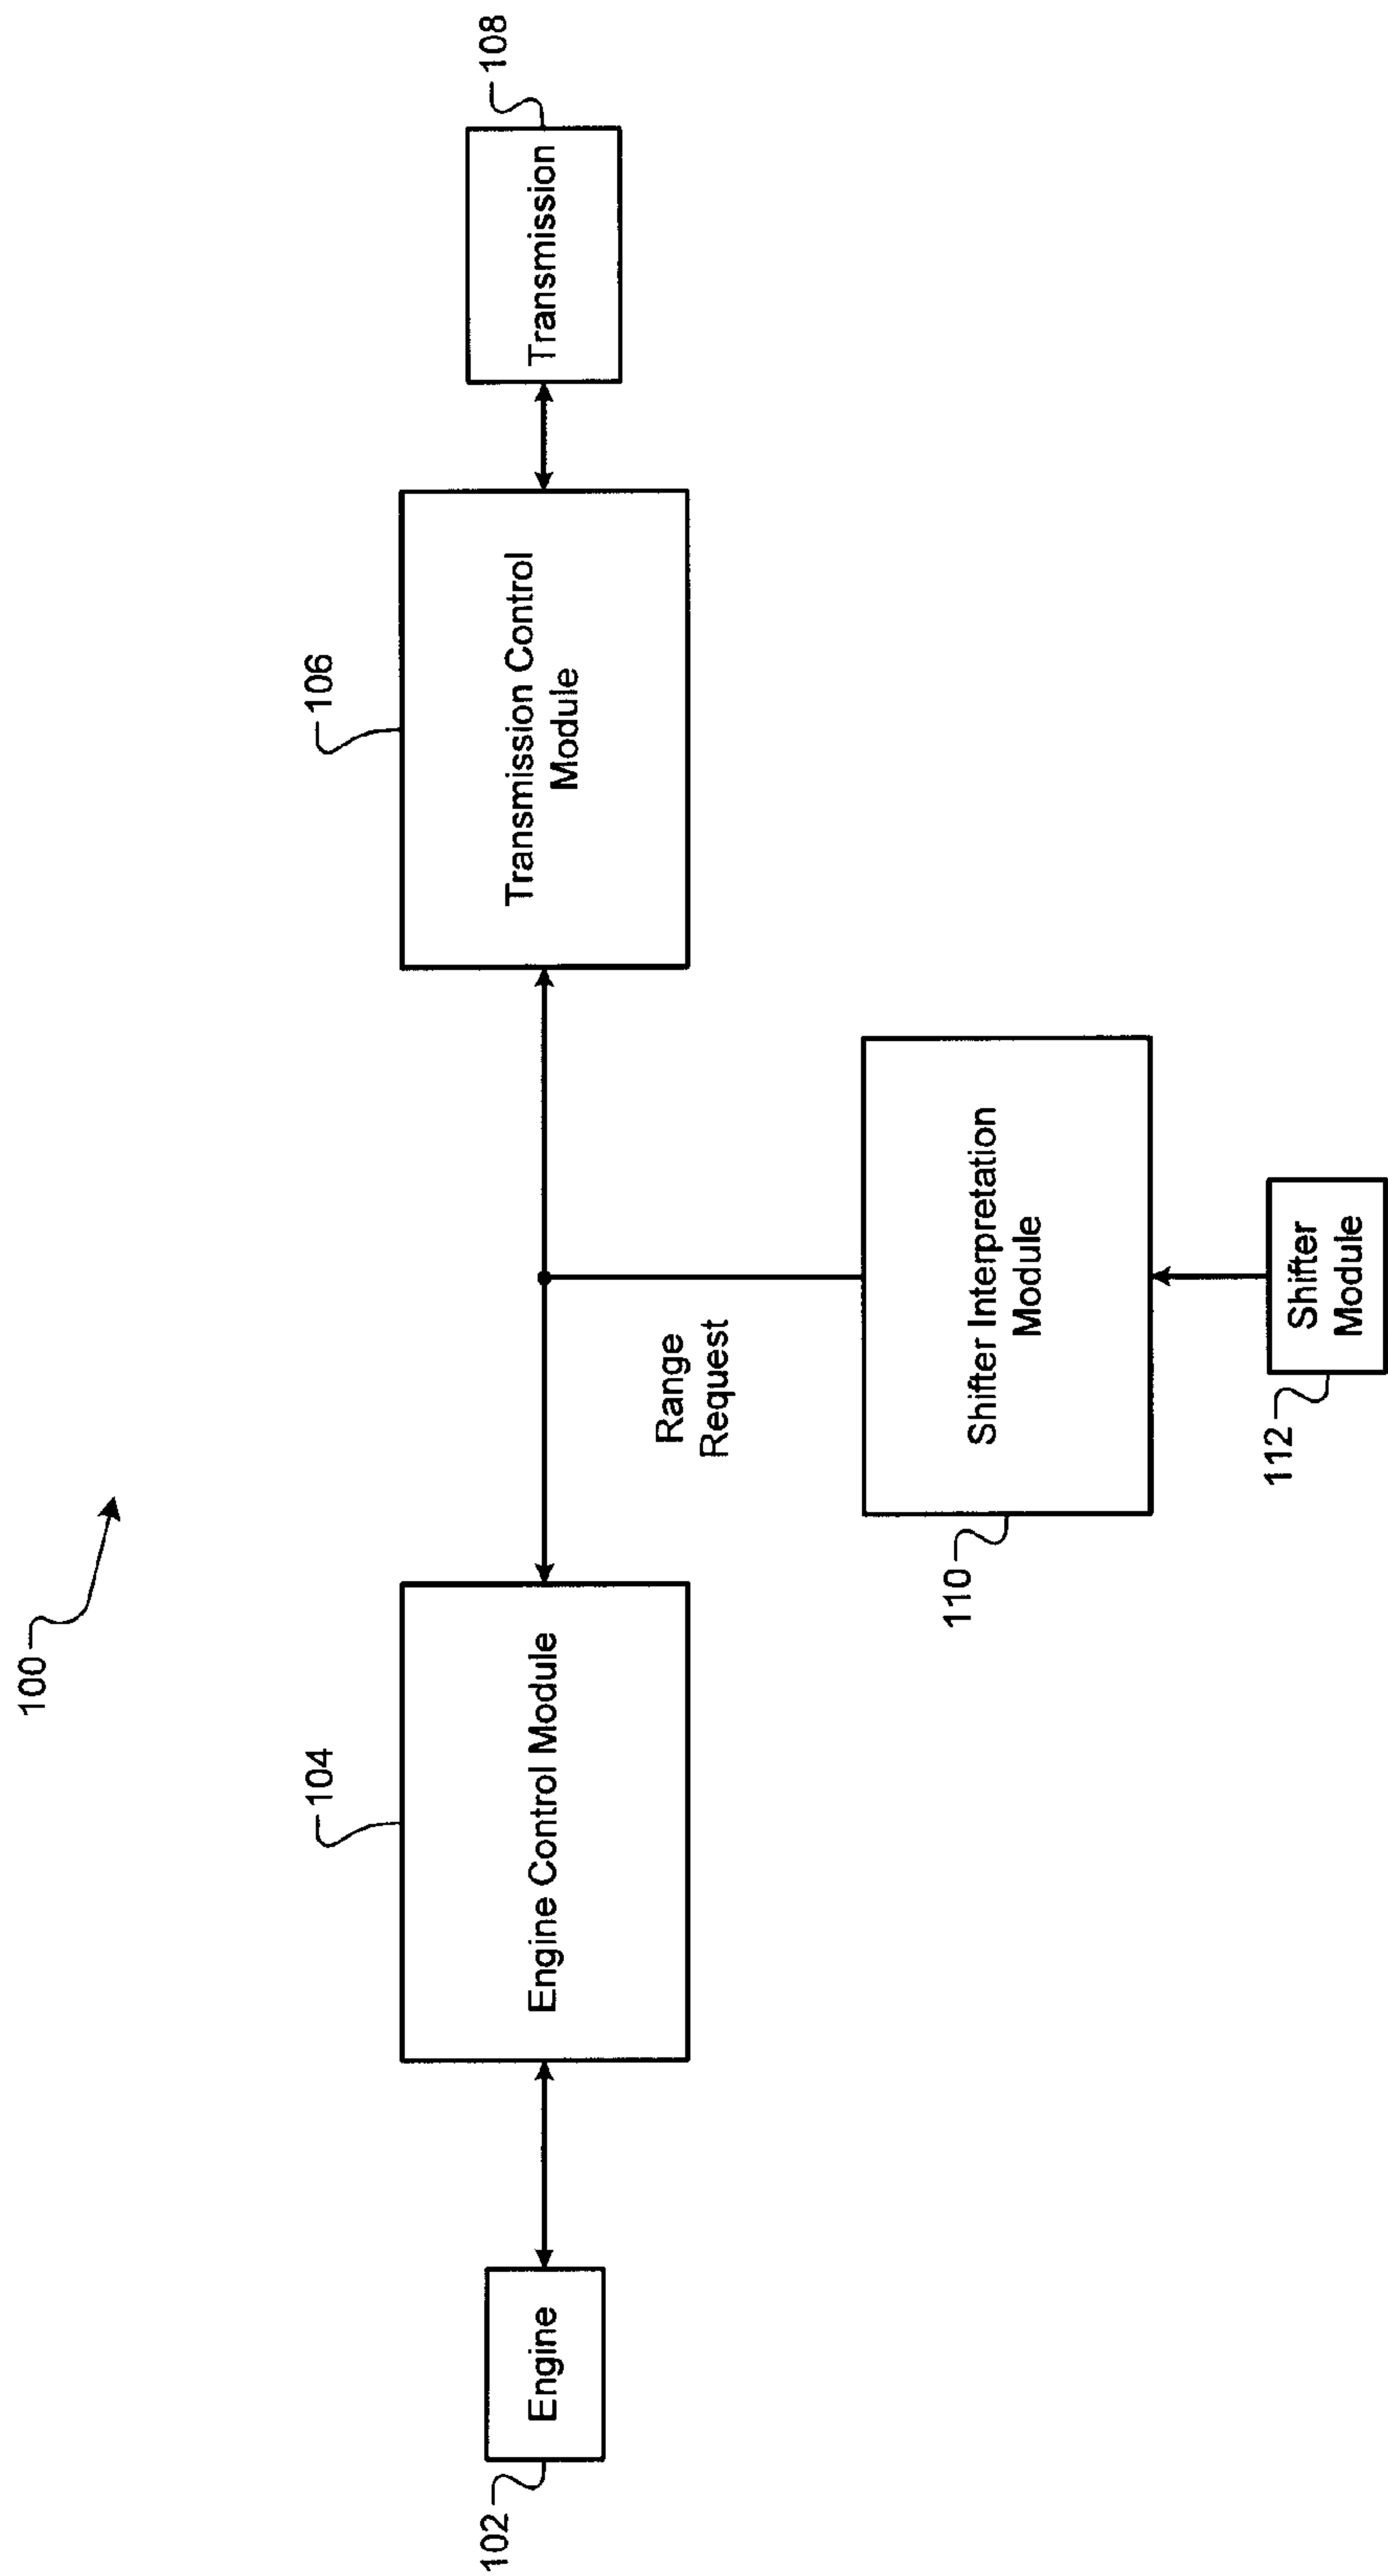 100
104
106
108
Engine
Engine Control Module
Transmission Control
Module
Transmission
102
Range
Request
Shifter Interpretation
Module
110
Shifter
Module
112